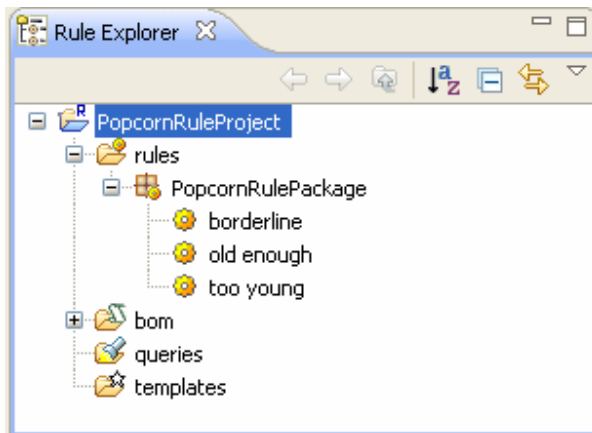 Rule Explorer
PopcornRuleProject
rules
PopcornRulePackage
borderline
old enough
too young
bom
queries
templates